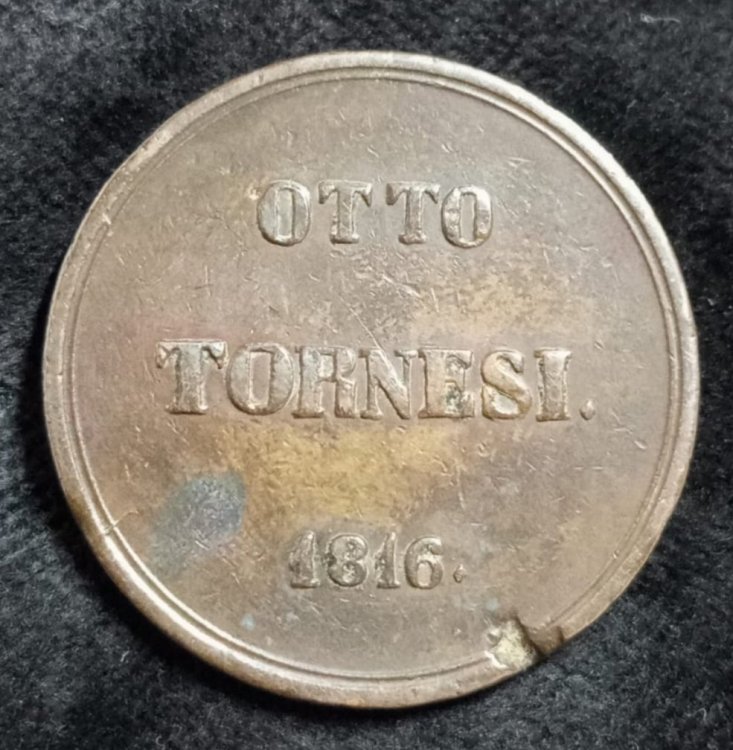 OTTO
TORNESI.
1816.